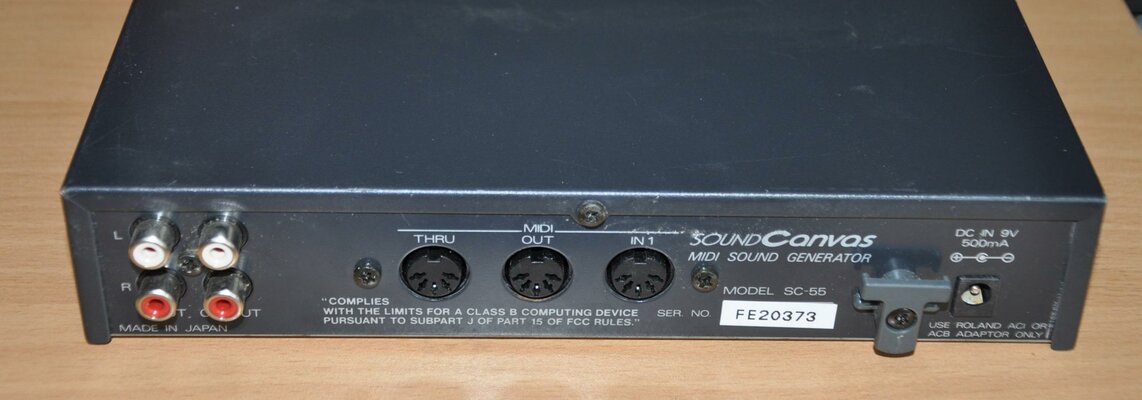 L
R
OUT
MADE IN JAPAN
MIDI
THRU
OUT
IN 1
"COMPLIES
WITH THE LIMITS FOR A CLASS B COMPUTING DEVICE
PURSUANT TO SUBPART J OF PART 15 OF FCC RULES."
SOUND Canvas
MIDI SOUND GENERATOR
MODEL SC-55
SER. NO.
FE20373
DC IN 9V
500mA
USE ROLAND ACI OR
ACB ADAPTOR ONLY